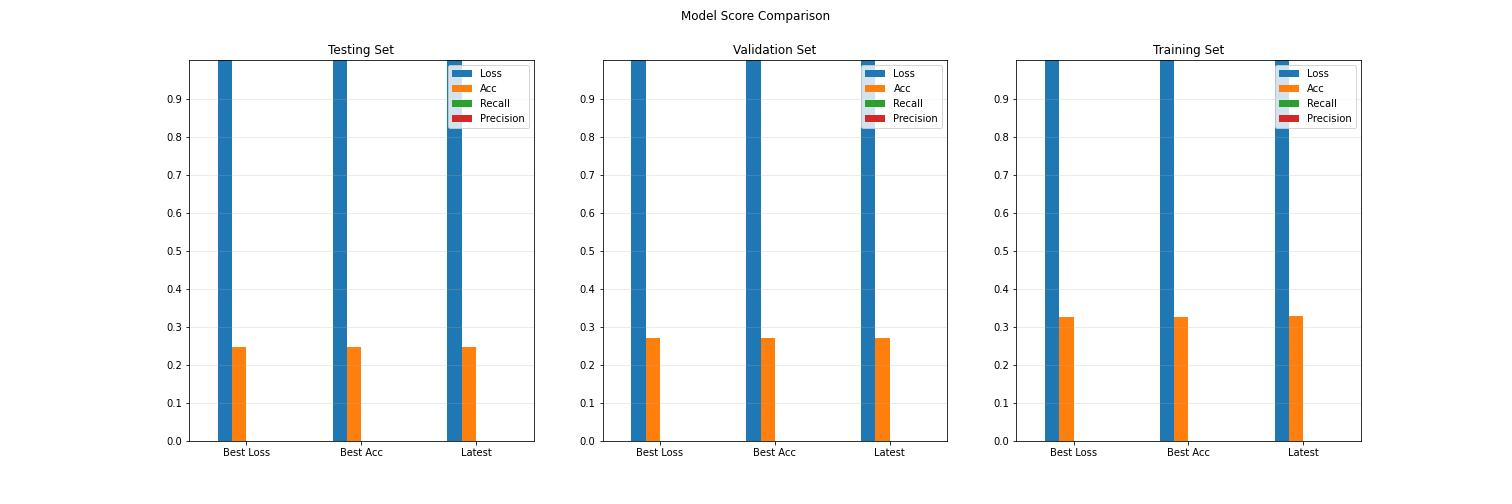 Model Score Comparison
Testing Set
0.9
0.8
0.7
0.6
0.5
0.4
0.3
0.2
0.1
0.0
Best Loss
Best Acc
Latest
Loss
Acc
Recall
Precision
Validation Set
0.9
0.8
0.7
0.6
0.5
0.4
0.3
0.2
0.1
0.0
Best Loss
Best Acc
Latest
Loss
Acc
Recall
Precision
Training Set
0.9
0.8
0.7
0.6
0.5
0.4
0.3
0.2
0.1
0.0
Best Loss
Best Acc
Latest
Loss
Acc
Recall
Precision